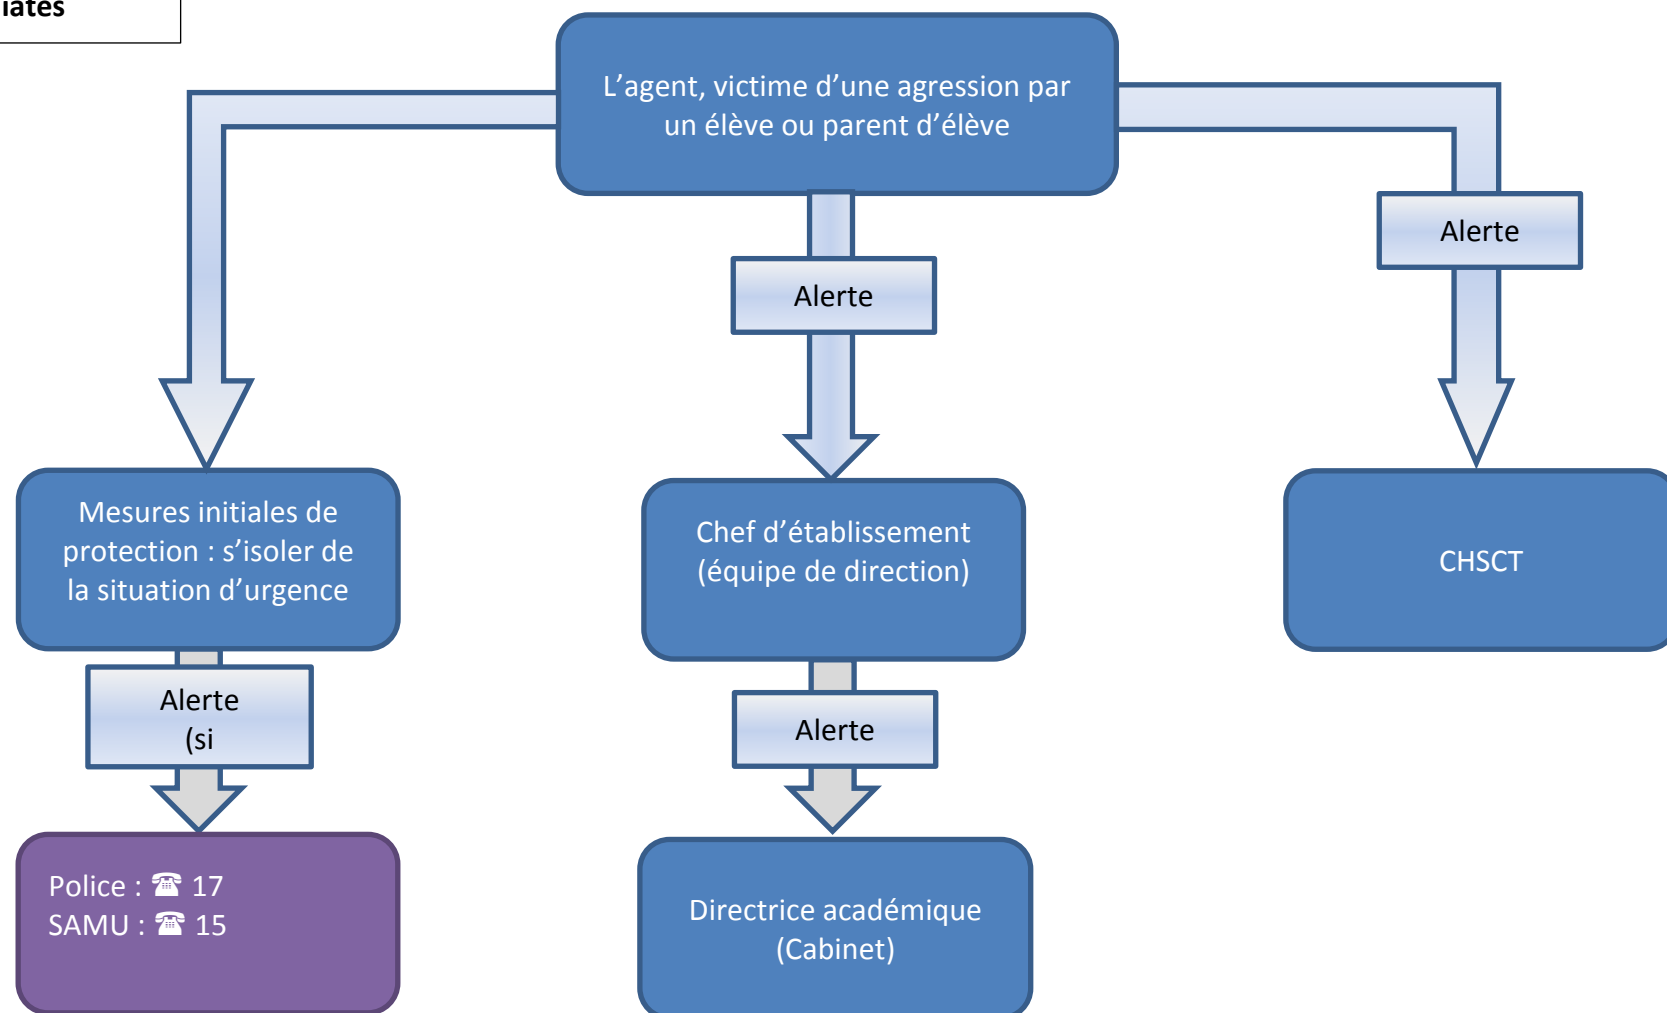 L’agent, victime d’une agression par
un élève ou parent d’élève
Alerte
Alerte
Mesures initiales de
protection : s’isoler de
la situation d’urgence
Chef d’établissement
(équipe de direction)
CHSCT
Alerte
(si
Alerte
Police : ☎ 17
SAMU : ☎ 15
Directrice académique
(Cabinet)